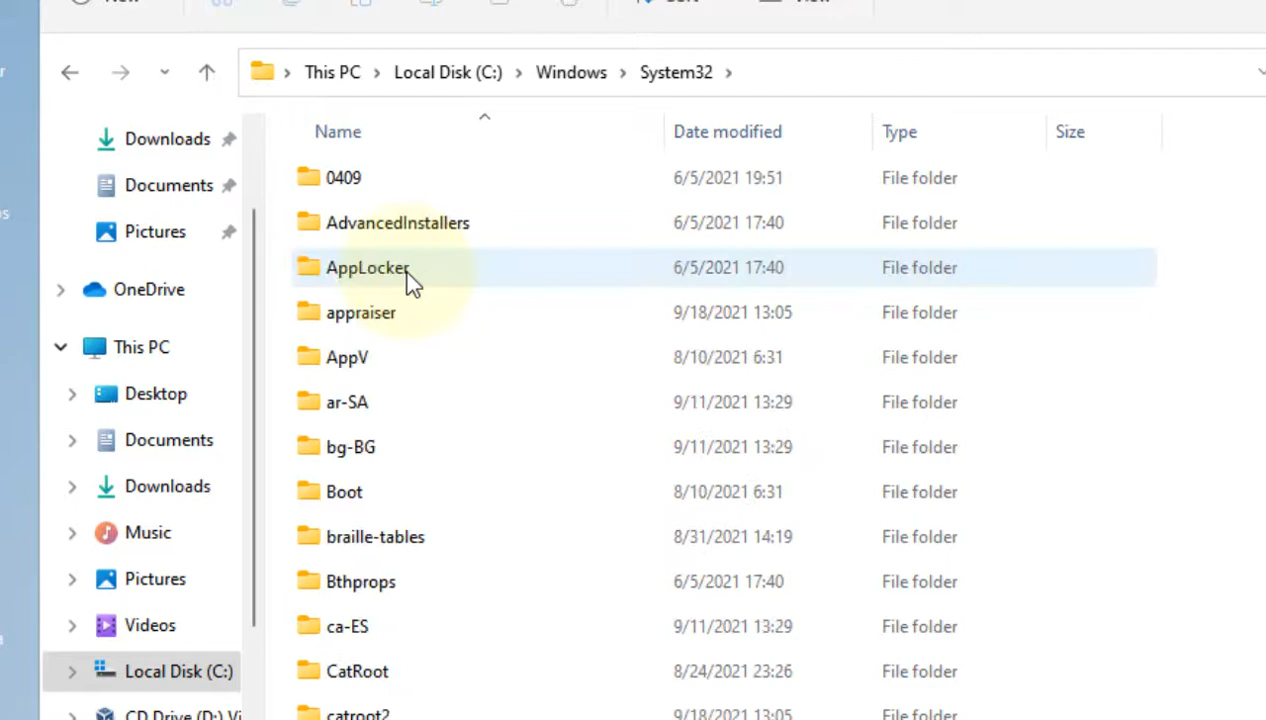 New
Sort
View
This PC > Local Disk (C:) > Windows > System32 >
Name Date modified Type Size
Downloads
Documents
Pictures
OneDrive
This PC
Desktop
Documents
Downloads
Music
Pictures
Videos
Local Disk (C:)
CD Drive (D:) Vi
0409 6/5/2021 19:51 File folder
AdvancedInstallers 6/5/2021 17:40 File folder
AppLocker 6/5/2021 17:40 File folder
appraiser 9/18/2021 13:05 File folder
AppV 8/10/2021 6:31 File folder
ar-SA 9/11/2021 13:29 File folder
bg-BG 9/11/2021 13:29 File folder
Boot 8/10/2021 6:31 File folder
braille-tables 8/31/2021 14:19 File folder
Bthprops 6/5/2021 17:40 File folder
ca-ES 9/11/2021 13:29 File folder
CatRoot 8/24/2021 23:26 File folder
catroot2 9/18/2021 13:05 File folder